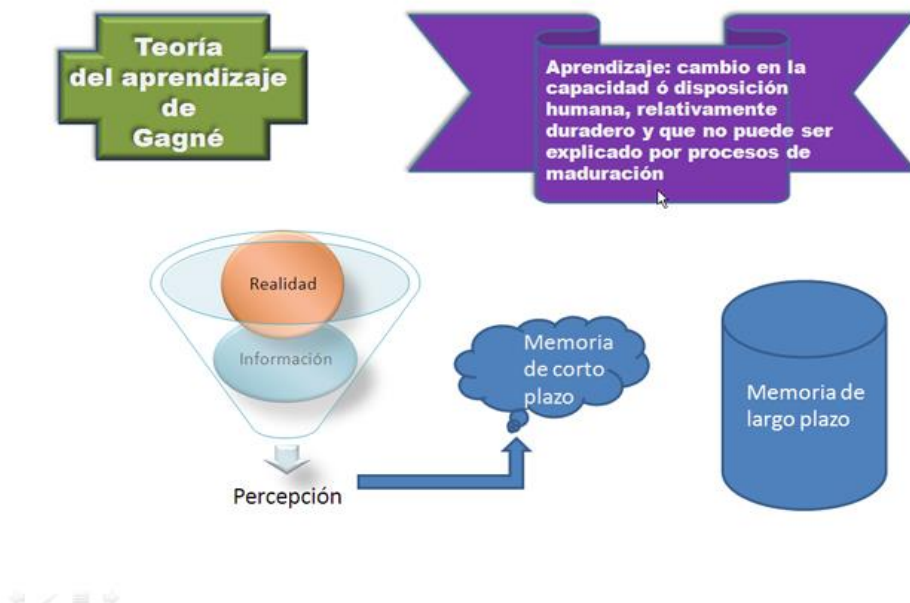 Teoría
del aprendizaje
de
Gagné
Aprendizaje: cambio en la
capacidad ó disposición
humana, relativamente
duradero y que no puede ser
explicado por procesos de
maduración
Realidad
Información
Memoria
de corto
plazo
Memoria de
largo plazo
Percepción